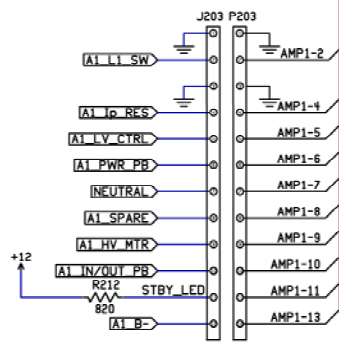 J203 P203
A1_L1_SW AMP1-2
A1_Ip_RES AMP1-4
A1_LV_CTRL AMP1-5
A1_PWR_PB AMP1-6
NEUTRAL AMP1-7
A1_SPARE AMP1-8
A1_HV_MTR AMP1-9
+12
A1_IN/OUT_PB AMP1-10
R212 STBY_LED AMP1-11
820
A1_B- AMP1-13